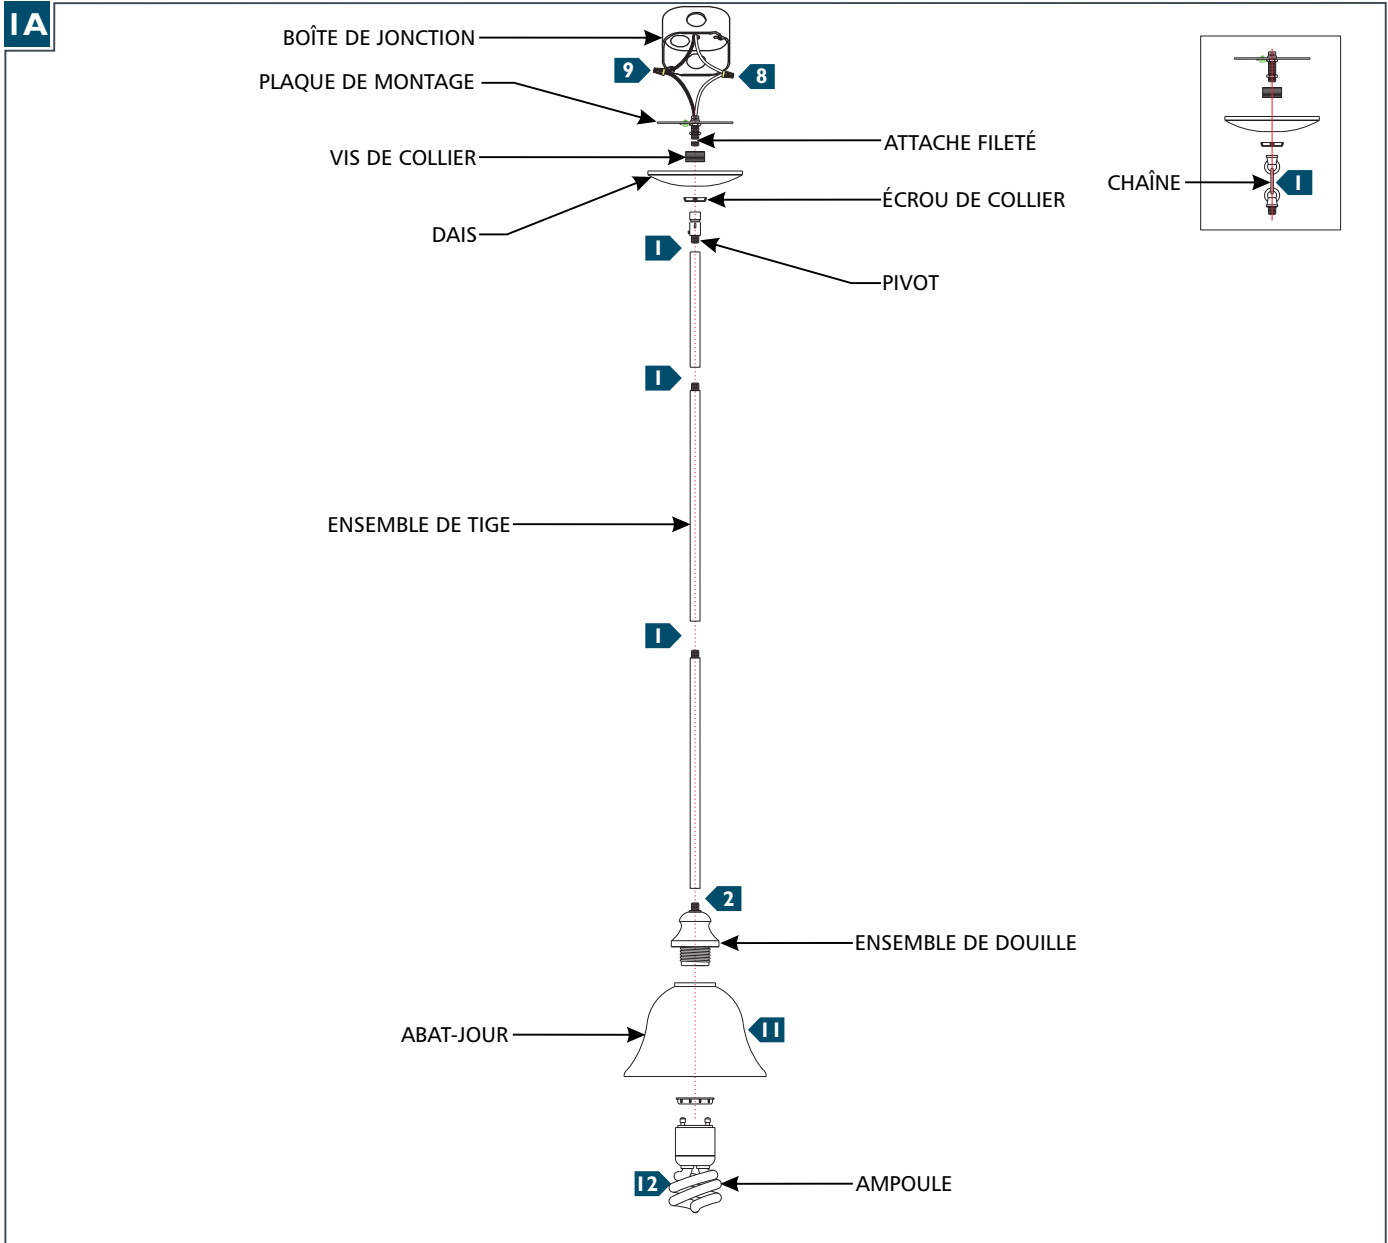 1A
BOÎTE DE JONCTION
9
8
PLAQUE DE MONTAGE
ATTACHE FILETÉ
VIS DE COLLIER
CHAÎNE
1
ÉCROU DE COLLIER
DAIS
1
PIVOT
1
ENSEMBLE DE TIGE
1
2
ENSEMBLE DE DOUILLE
ABAT-JOUR
11
12
AMPOULE